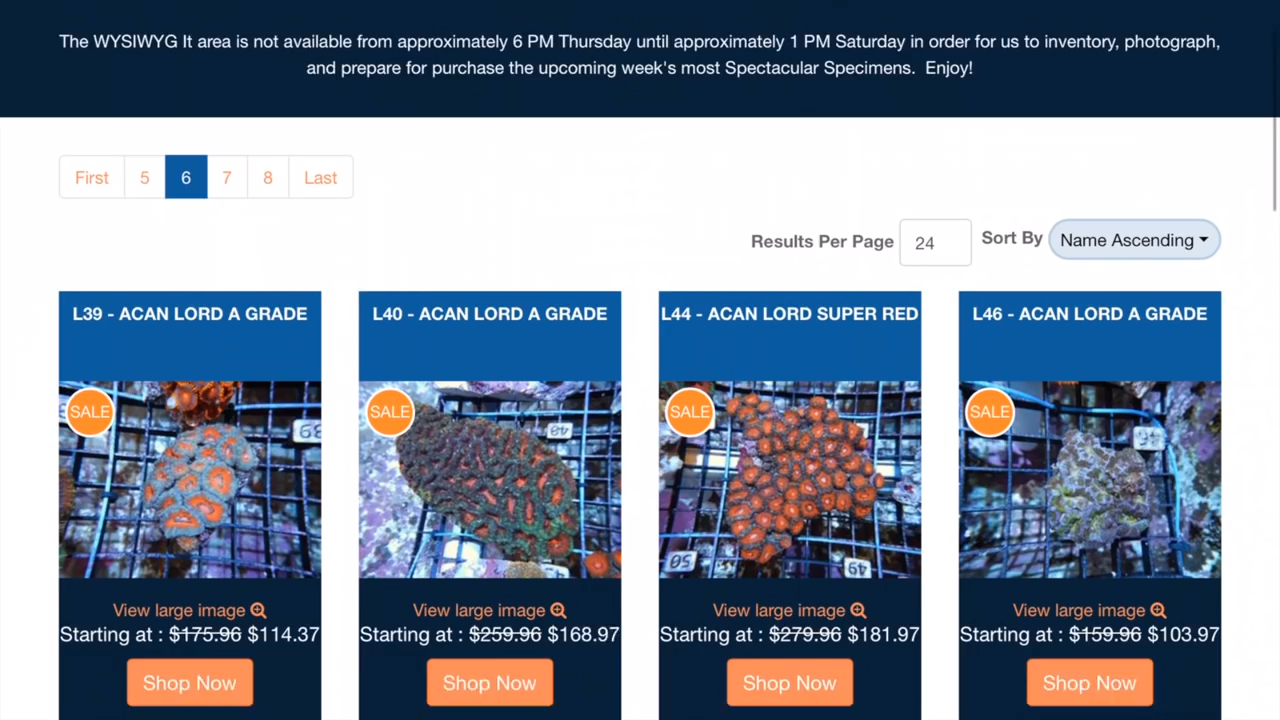 The WYSIWYG It area is not available from approximately 6 PM Thursday until approximately 1 PM Saturday in order for us to inventory, photograph,
and prepare for purchase the upcoming week's most Spectacular Specimens. Enjoy!
First 5 6 7 8 Last
Results Per Page 24 Sort By Name Ascending
L39 - ACAN LORD A GRADE
L40 - ACAN LORD A GRADE
L44 - ACAN LORD SUPER RED
L46 - ACAN LORD A GRADE
SALE
SALE
SALE
SALE
View large image
View large image
View large image
View large image
Starting at : $175.96 $114.37
Starting at : $259.96 $168.97
Starting at : $279.96 $181.97
Starting at : $159.96 $103.97
Shop Now
Shop Now
Shop Now
Shop Now